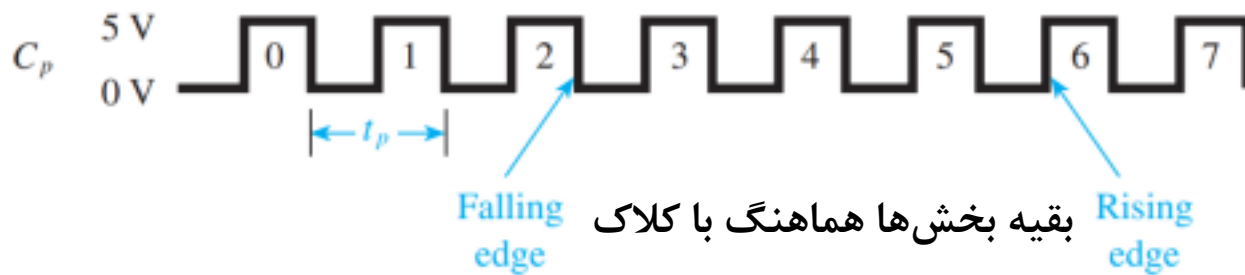 5 V
C_p 0 1 2 3 4 5 6 7
0 V
t_p
Falling edge
بقیه بخش‌ها هماهنگ با کلاک
Rising edge